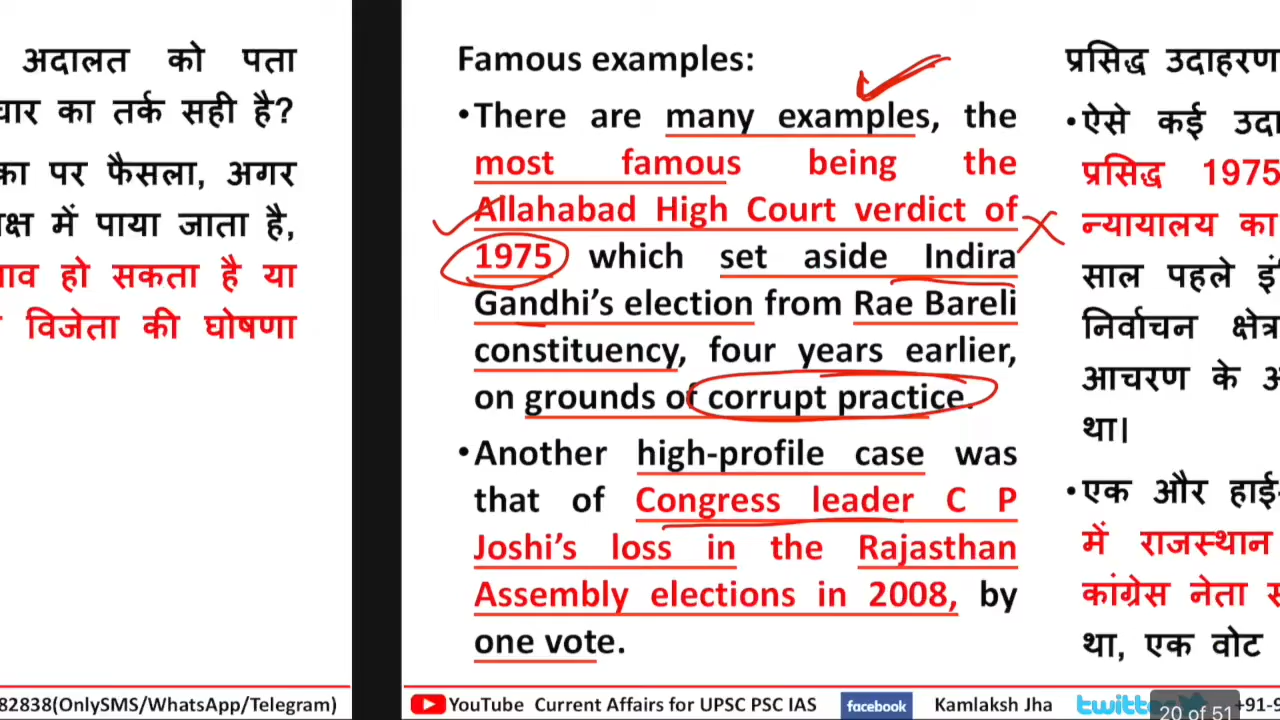 अदालत को पता
चार का तर्क सही है?
का पर फैसला, अगर
क्ष में पाया जाता है,
ाव हो सकता है या
विजेता की घोषणा
82838(OnlySMS/WhatsApp/Telegram)
Famous examples:
•There are many examples, the
most famous being the
Allahabad High Court verdict of
1975 which set aside Indira
Gandhi's election from Rae Bareli
constituency, four years earlier,
on grounds of corrupt practice.
•Another high-profile case was
that of Congress leader C P
Joshi's loss in the Rajasthan
Assembly elections in 2008, by
one vote.
YouTube Current Affairs for UPSC PSC IAS facebook Kamlaksh Jha
प्रसिद्ध उदाहरण
•ऐसे कई उदा
प्रसिद्ध 1975
न्यायालय का
साल पहले इं
निर्वाचन क्षेत्र
आचरण के अ
था।
•एक और हाई-
में राजस्थान
कांग्रेस नेता स
था, एक वोट
20 of 51